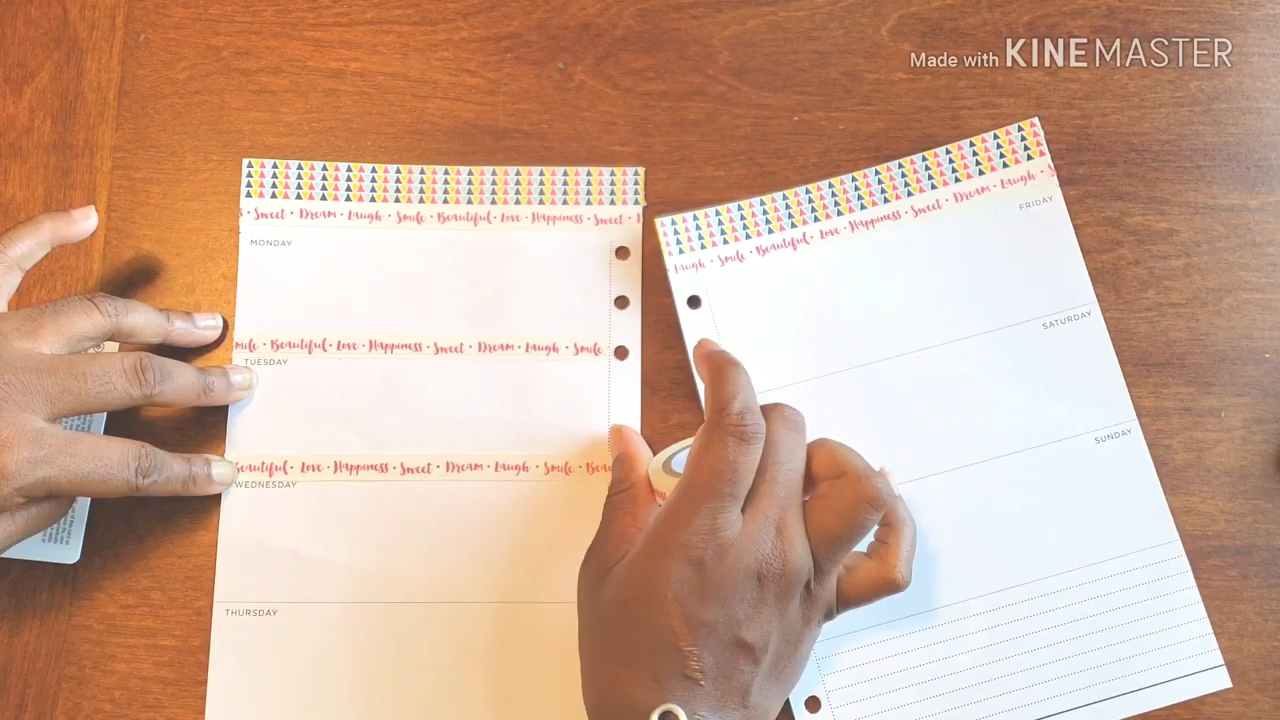 Made with KINEMASTER
Sweet • Dream • Laugh • Smile • Beautiful • Love • Happiness • Sweet •
MONDAY
Beautiful • Love • Happiness • Sweet • Dream • Laugh • Smile
TUESDAY
Beautiful • Love • Happiness • Sweet • Dream • Laugh • Smile •
WEDNESDAY
THURSDAY
Laugh • Smile • Beautiful • Love • Happiness • Sweet • Dream • Laugh •
FRIDAY
SATURDAY
SUNDAY